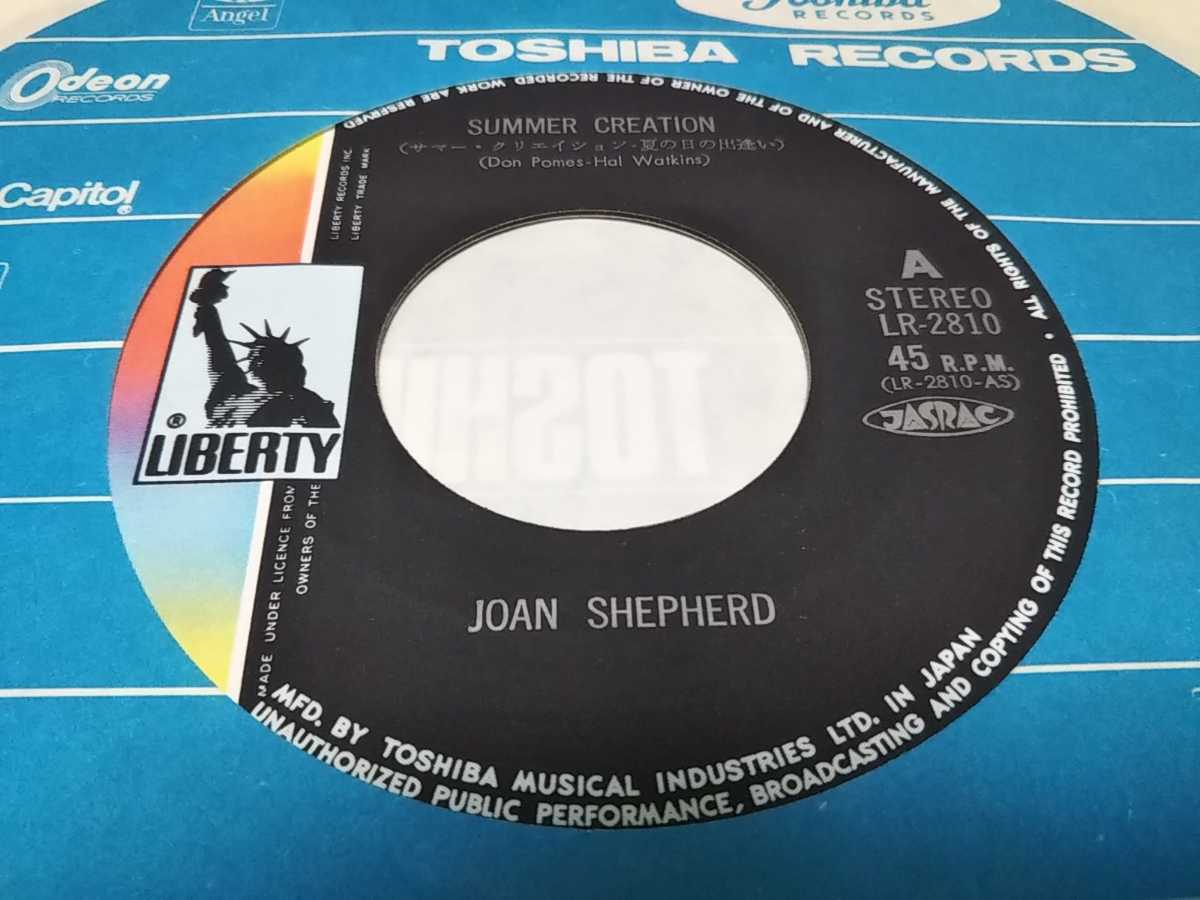 Angel
Toshiba
RECORDS
TOSHIBA RECORDS
Odeon
RECORDS
Capitol
SUMMER CREATION
(サマー・クリエイション-夏の日の出逢い)
(Don Pomes-Hal Watkins)
A
STEREO
LR-2810
45 R.P.M.
(LR-2810-AS)
JASRAC
® LIBERTY
LIBERTY RECORDS INC.
LIBERTY TRADE MARK
MADE UNDER LICENCE FROM
OWNERS OF THE
JOAN SHEPHERD
MFD. BY TOSHIBA MUSICAL INDUSTRIES LTD. IN JAPAN
ALL RIGHTS OF THE MANUFACTURER AND OF THE OWNER OF THE RECORDED WORK ARE RESERVED
UNAUTHORIZED PUBLIC PERFORMANCE, BROADCASTING AND COPYING OF THIS RECORD PROHIBITED •